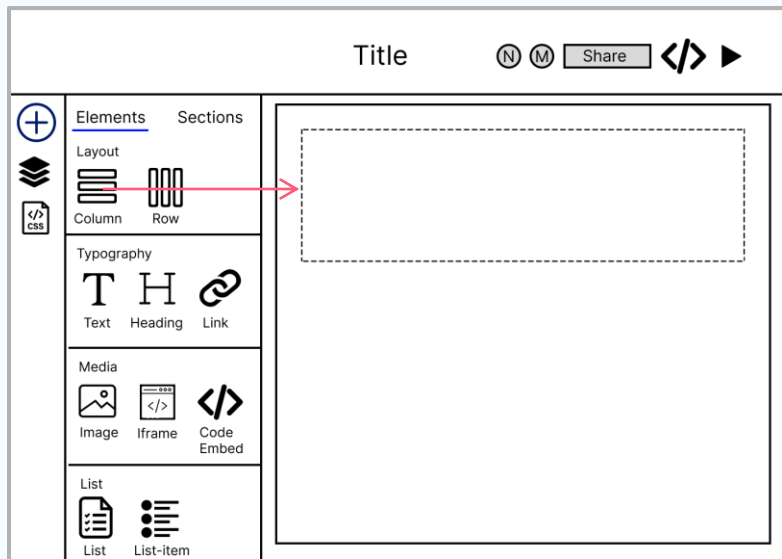 Title
N M Share </>
Elements Sections
Layout
Column Row
</>
CSS
Typography
T H
Text Heading Link
Media
</> </>
Image Iframe Code
Embed
List
List List-item